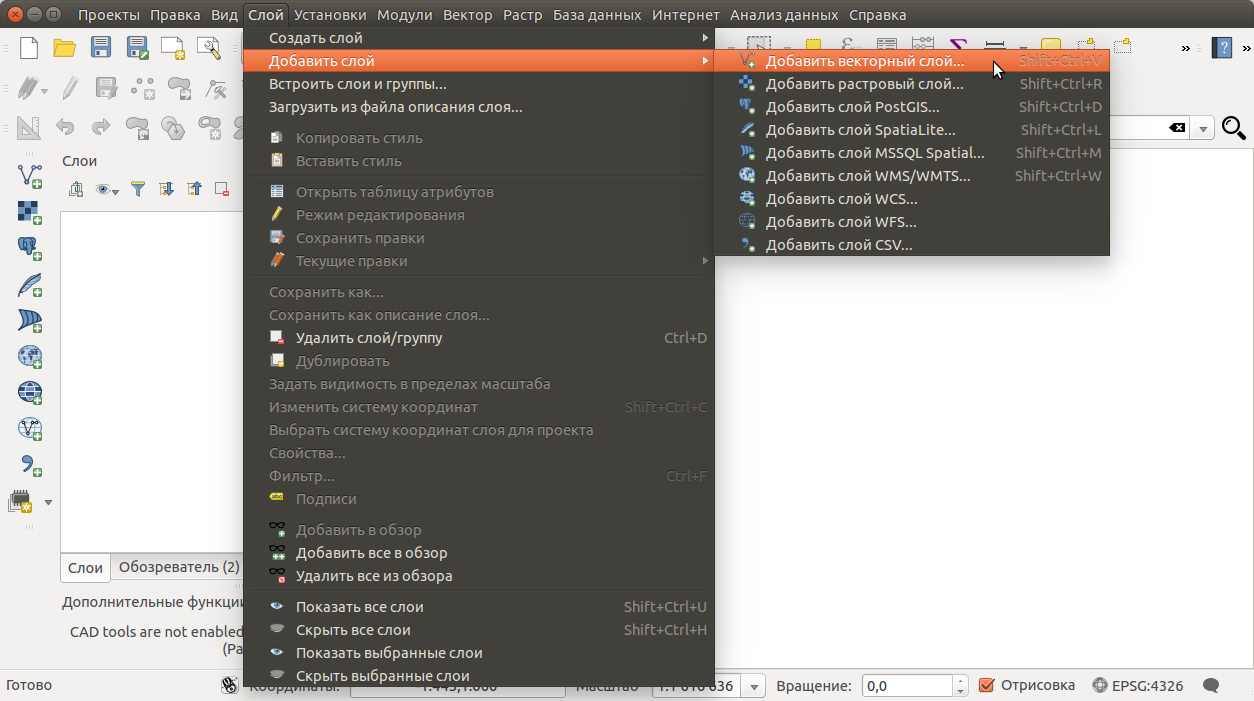 Проекты Правка Вид Слой Установки Модули Вектор Растр База данных Интернет Анализ данных Справка
Создать слой
Добавить слой
Встроить слои и группы...
Загрузить из файла описания слоя...
Копировать стиль
Вставить стиль
Открыть таблицу атрибутов
Режим редактирования
Сохранить правки
Текущие правки
Сохранить как...
Сохранить как описание слоя...
Удалить слой/группу Ctrl+D
Дублировать
Задать видимость в пределах масштаба
Изменить систему координат Shift+Ctrl+C
Выбрать систему координат слоя для проекта
Свойства...
Фильтр... Ctrl+F
abc Подписи
Добавить в обзор
Добавить все в обзор
Удалить все из обзора
Показать все слои Shift+Ctrl+U
Скрыть все слои Shift+Ctrl+H
Показать выбранные слои
Скрыть выбранные слои
Добавить векторный слой... Shift+Ctrl+V
Добавить растровый слой... Shift+Ctrl+R
Добавить слой PostGIS... Shift+Ctrl+D
Добавить слой SpatiaLite... Shift+Ctrl+L
Добавить слой MSSQL Spatial... Shift+Ctrl+M
Добавить слой WMS/WMTS... Shift+Ctrl+W
Добавить слой WCS...
Добавить слой WFS...
Добавить слой CSV...
Слои
Слои Обозреватель (2)
Дополнительные функции
CAD tools are not enabled
(Pa
Готово Координаты: Масштаб Вращение: 0,0 Отрисовка EPSG:4326